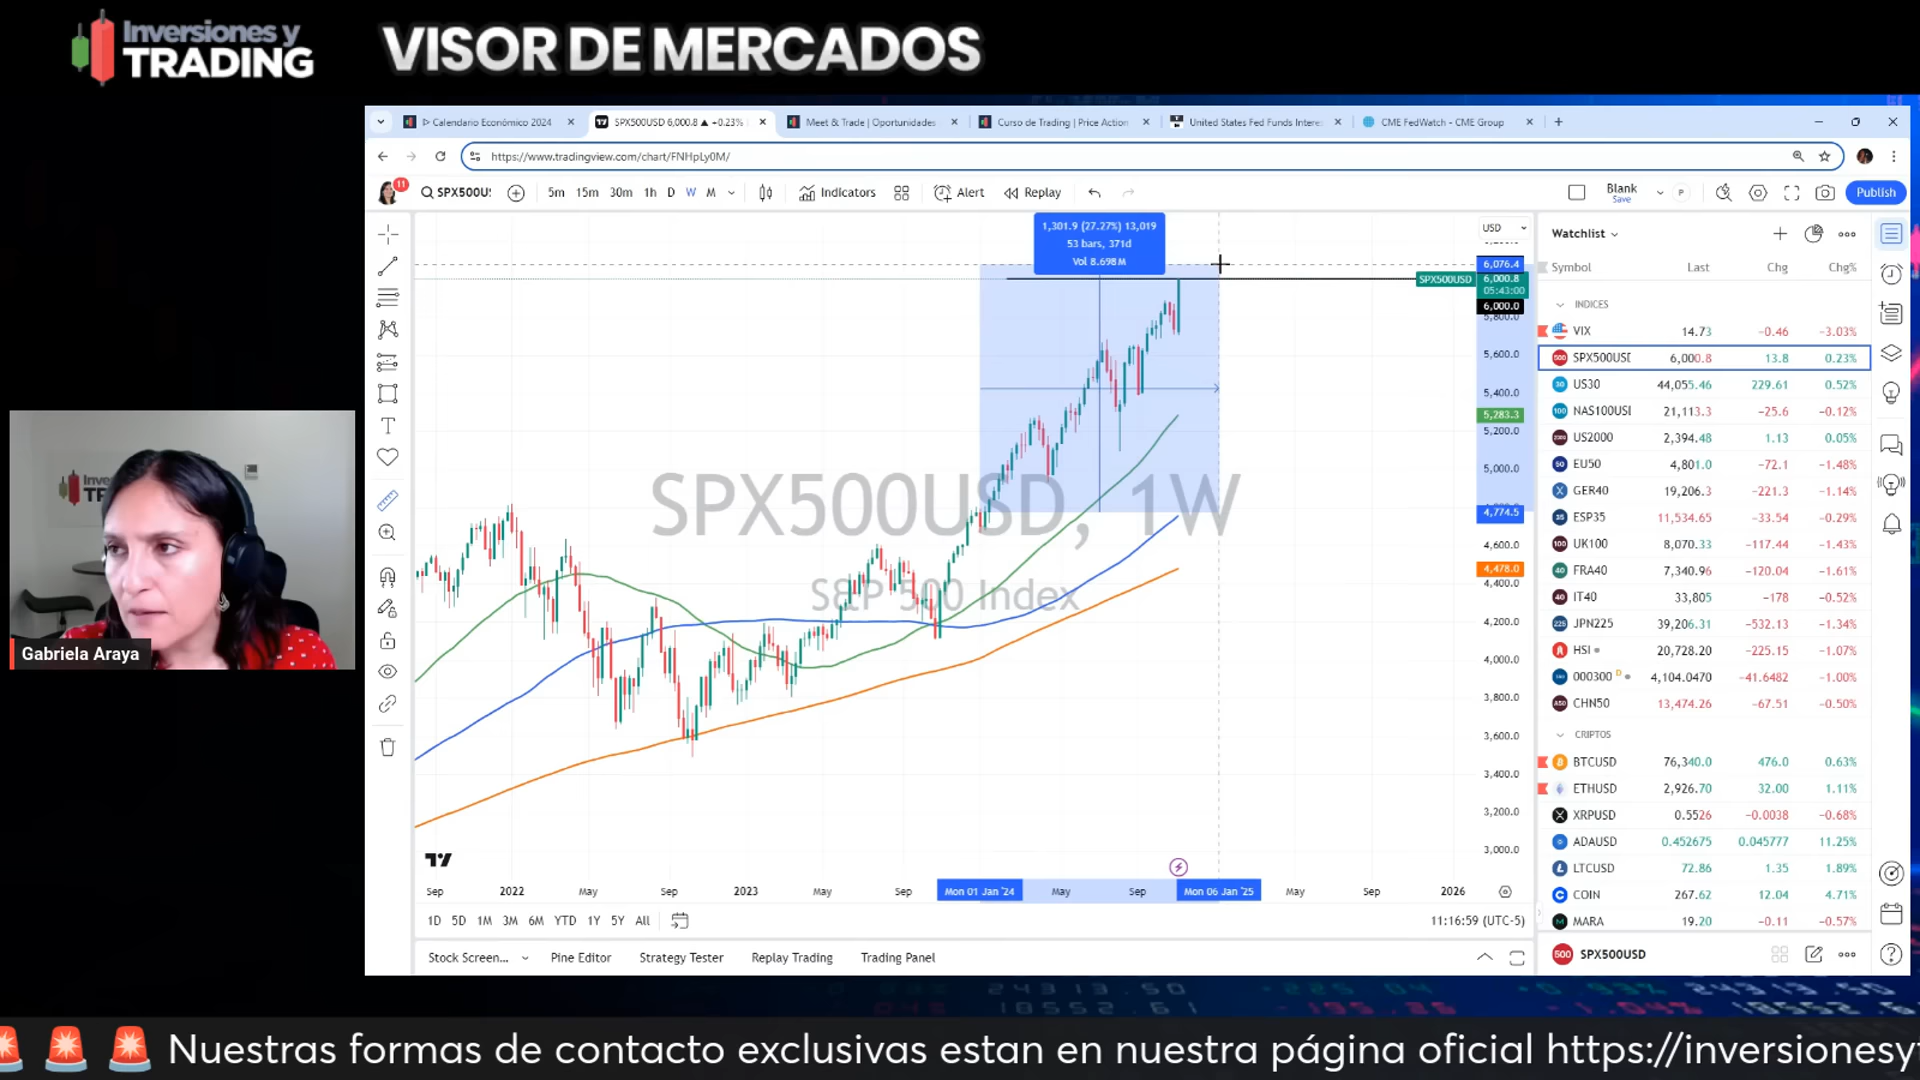 Inversiones y
TRADING
VISOR DE MERCADOS
Calendario Económico 2024
SPX500USD 6,000.8 ▲ +0.23%
Meet & Trade | Oportunidades
Curso de Trading | Price Action
United States Fed Funds Interes
CME FedWatch - CME Group
https://www.tradingview.com/chart/FNHpLy0M/
11
SPX500U
5m 15m 30m 1h D W M
Indicators
Alert
Replay
Blank
Save
P
Publish
1,301.9 (27.27%) 13,019
53 bars, 371d
Vol 8.698M
USD
6,076.4
SPX500USD 6,000.8
05:43:00
6,000.0
5,800.0
5,600.0
5,400.0
5,283.3
5,200.0
5,000.0
4,774.5
4,600.0
4,478.0
4,400.0
4,200.0
4,000.0
3,800.0
3,600.0
3,400.0
3,200.0
3,000.0
SPX500USD, 1W
S&P 500 Index
Sep 2022 May Sep 2023 May Sep Mon 01 Jan '24 May Sep Mon 06 Jan '25 May Sep 2026
1D 5D 1M 3M 6M YTD 1Y 5Y All
11:16:59 (UTC-5)
Stock Screen... Pine Editor Strategy Tester Replay Trading Trading Panel
Watchlist
Symbol Last Chg Chg%
INDICES
VIX 14.73 −0.46 −3.03%
SPX500USD 6,000.8 13.8 0.23%
US30 44,055.46 229.61 0.52%
NAS100USD 21,113.3 −25.6 −0.12%
US2000 2,394.48 1.13 0.05%
EU50 4,801.0 −72.1 −1.48%
GER40 19,206.3 −221.3 −1.14%
ESP35 11,534.65 −33.54 −0.29%
UK100 8,070.33 −117.44 −1.43%
FRA40 7,340.96 −120.04 −1.61%
IT40 33,805 −178 −0.52%
JPN225 39,206.31 −532.13 −1.34%
HSI 20,728.20 −225.15 −1.07%
000300 D 4,104.0470 −41.6482 −1.00%
CHN50 13,474.26 −67.51 −0.50%
CRIPTOS
BTCUSD 76,340.0 476.0 0.63%
ETHUSD 2,926.70 32.00 1.11%
XRPUSD 0.5526 −0.0038 −0.68%
ADAUSD 0.452675 0.045777 11.25%
LTCUSD 72.86 1.35 1.89%
COIN 267.62 12.04 4.71%
MARA 19.20 −0.11 −0.57%
500 SPX500USD
Gabriela Araya
Nuestras formas de contacto exclusivas estan en nuestra página oficial https://inversionesy